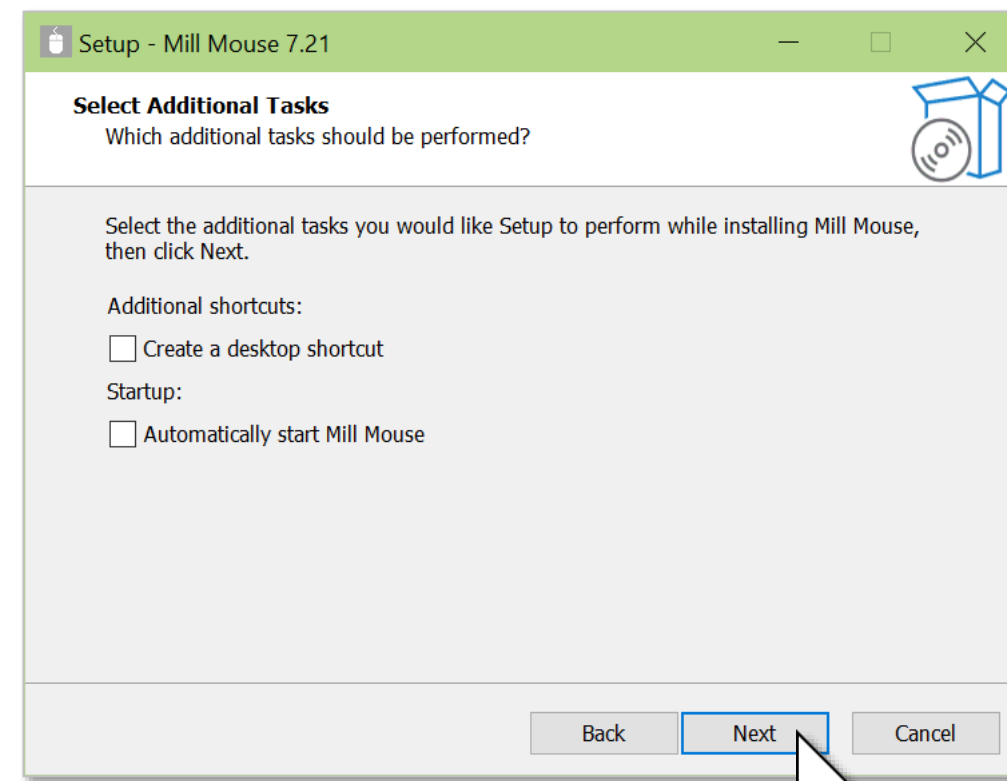 Setup - Mill Mouse 7.21
Select Additional Tasks
Which additional tasks should be performed?
Select the additional tasks you would like Setup to perform while installing Mill Mouse,
then click Next.
Additional shortcuts:
Create a desktop shortcut
Startup:
Automatically start Mill Mouse
Back Next Cancel